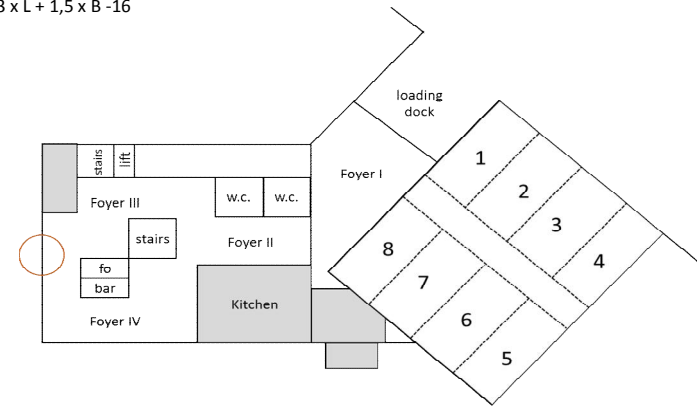 x L + 1,5 x B -16
loading
dock
1
2
3
4
Foyer I
stairs
lift
Foyer III
w.c.
w.c.
stairs
Foyer II
fo
bar
Foyer IV
Kitchen
8
7
6
5